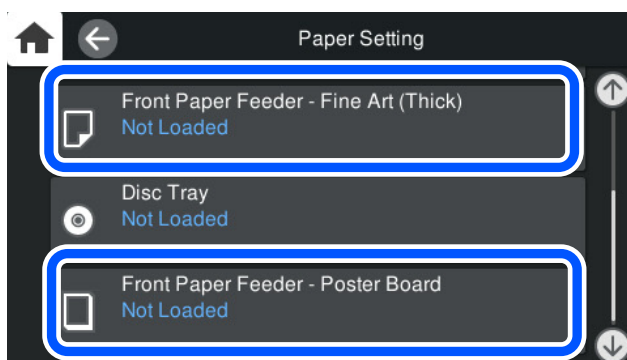 Paper Setting
Front Paper Feeder - Fine Art (Thick)
Not Loaded
Disc Tray
Not Loaded
Front Paper Feeder - Poster Board
Not Loaded